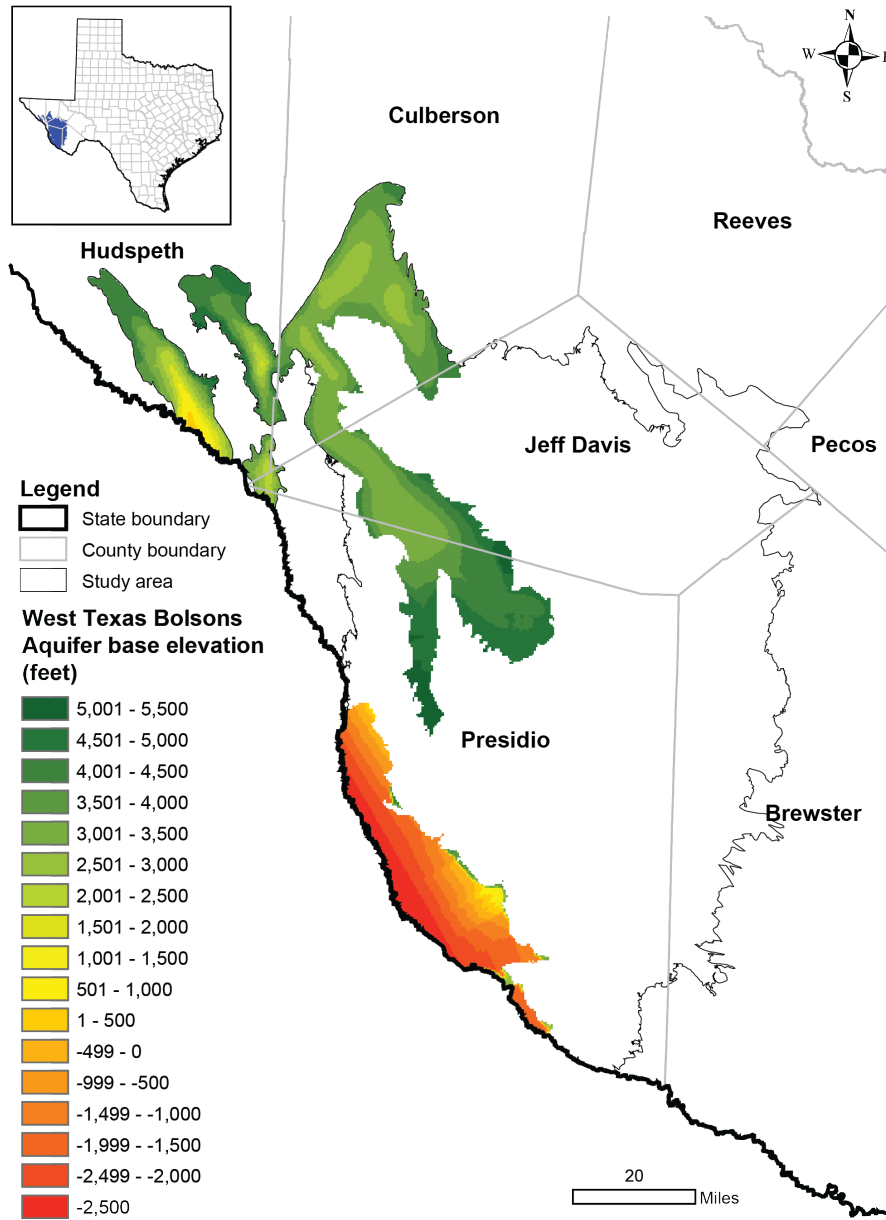 N
W
E
S
Culberson
Reeves
Hudspeth
Jeff Davis
Pecos
Legend
State boundary
County boundary
Study area
West Texas Bolsons
Aquifer base elevation
(feet)
5,001 - 5,500
4,501 - 5,000
4,001 - 4,500
3,501 - 4,000
3,001 - 3,500
2,501 - 3,000
2,001 - 2,500
1,501 - 2,000
1,001 - 1,500
501 - 1,000
1 - 500
-499 - 0
-999 - -500
-1,499 - -1,000
-1,999 - -1,500
-2,499 - -2,000
-2,500
Presidio
Brewster
20
Miles